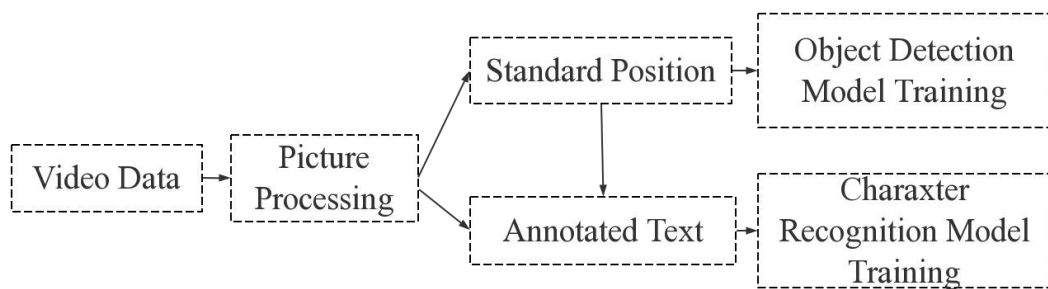 Video Data
Picture
Processing
Standard Position
Annotated Text
Object Detection
Model Training
Charaxter
Recognition Model
Training